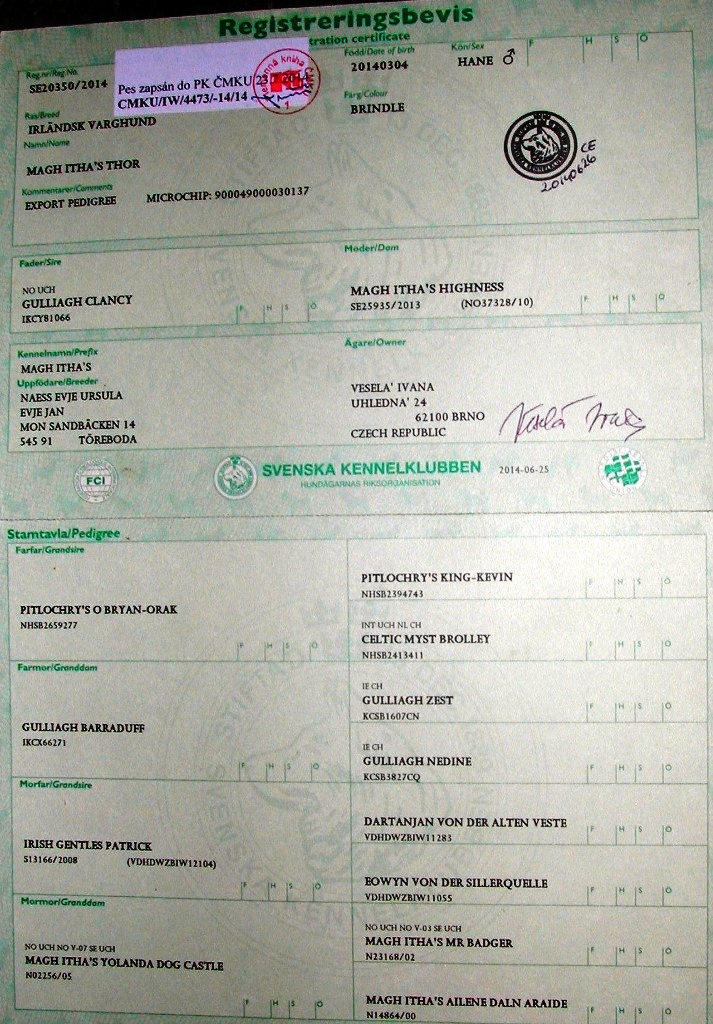 Registreringsbevis
tration certificate
Reg.nr/Reg.No.
SE20350/2014
Pes zapsán do PK ČMKU 23
CMKU/IW/4473/-14/14
kniha ČMKU
1
Född/Date of birth
20140304
Kön/Sex
HANE ♂
F H S Ö
Ras/Breed
IRLÄNDSK VARGHUND
Färg/Colour
BRINDLE
Namn/Name
MAGH ITHA'S THOR
CE
20140626
Kommentarer/Comments
EXPORT PEDIGREE MICROCHIP: 900049000030137
Fader/Sire
NO UCH
GULLIAGH CLANCY
IKCY81066
F H S Ö
Moder/Dam
MAGH ITHA'S HIGHNESS
SE25935/2013 (NO37328/10)
F H S Ö
Kennelnamn/Prefix
MAGH ITHA'S
Uppfödare/Breeder
NAESS EVJE URSULA
EVJE JAN
MON SANDBÄCKEN 14
545 91 TÖREBODA
Ägare/Owner
VESELA' IVANA
UHLEDNA' 24
62100 BRNO
CZECH REPUBLIC
FCI
SVENSKA KENNELKLUBBEN
HUNDÄGARNAS RIKSORGANISATION
2014-06-25
Stamtavla/Pedigree
Farfar/Grandsire
PITLOCHRY'S O BRYAN-ORAK
NHSB2659277
F H S Ö
PITLOCHRY'S KING-KEVIN
NHSB2394743
F H S Ö
INT UCH NL CH
CELTIC MYST BROLLEY
NHSB2413411
F H S Ö
Farmor/Granddam
GULLIAGH BARRADUFF
IKCX66271
F H S Ö
IE CH
GULLIAGH ZEST
KCSB1607CN
F H S Ö
IE CH
GULLIAGH NEDINE
KCSB3827CQ
F H S Ö
Morfar/Grandsire
IRISH GENTLES PATRICK
S13166/2008 (VDHDWZBIW12104)
F H S Ö
DARTANJAN VON DER ALTEN VESTE
VDHDWZBIW11283
F H S Ö
EOWYN VON DER SILLERQUELLE
VDHDWZBIW11055
F H S Ö
Mormor/Granddam
NO UCH NO V-07 SE UCH
MAGH ITHA'S YOLANDA DOG CASTLE
N02256/05
F H S Ö
NO UCH NO V-03 SE UCH
MAGH ITHA'S MR BADGER
N23168/02
F H S Ö
MAGH ITHA'S AILENE DALN ARAIDE
N14864/00
F H S Ö